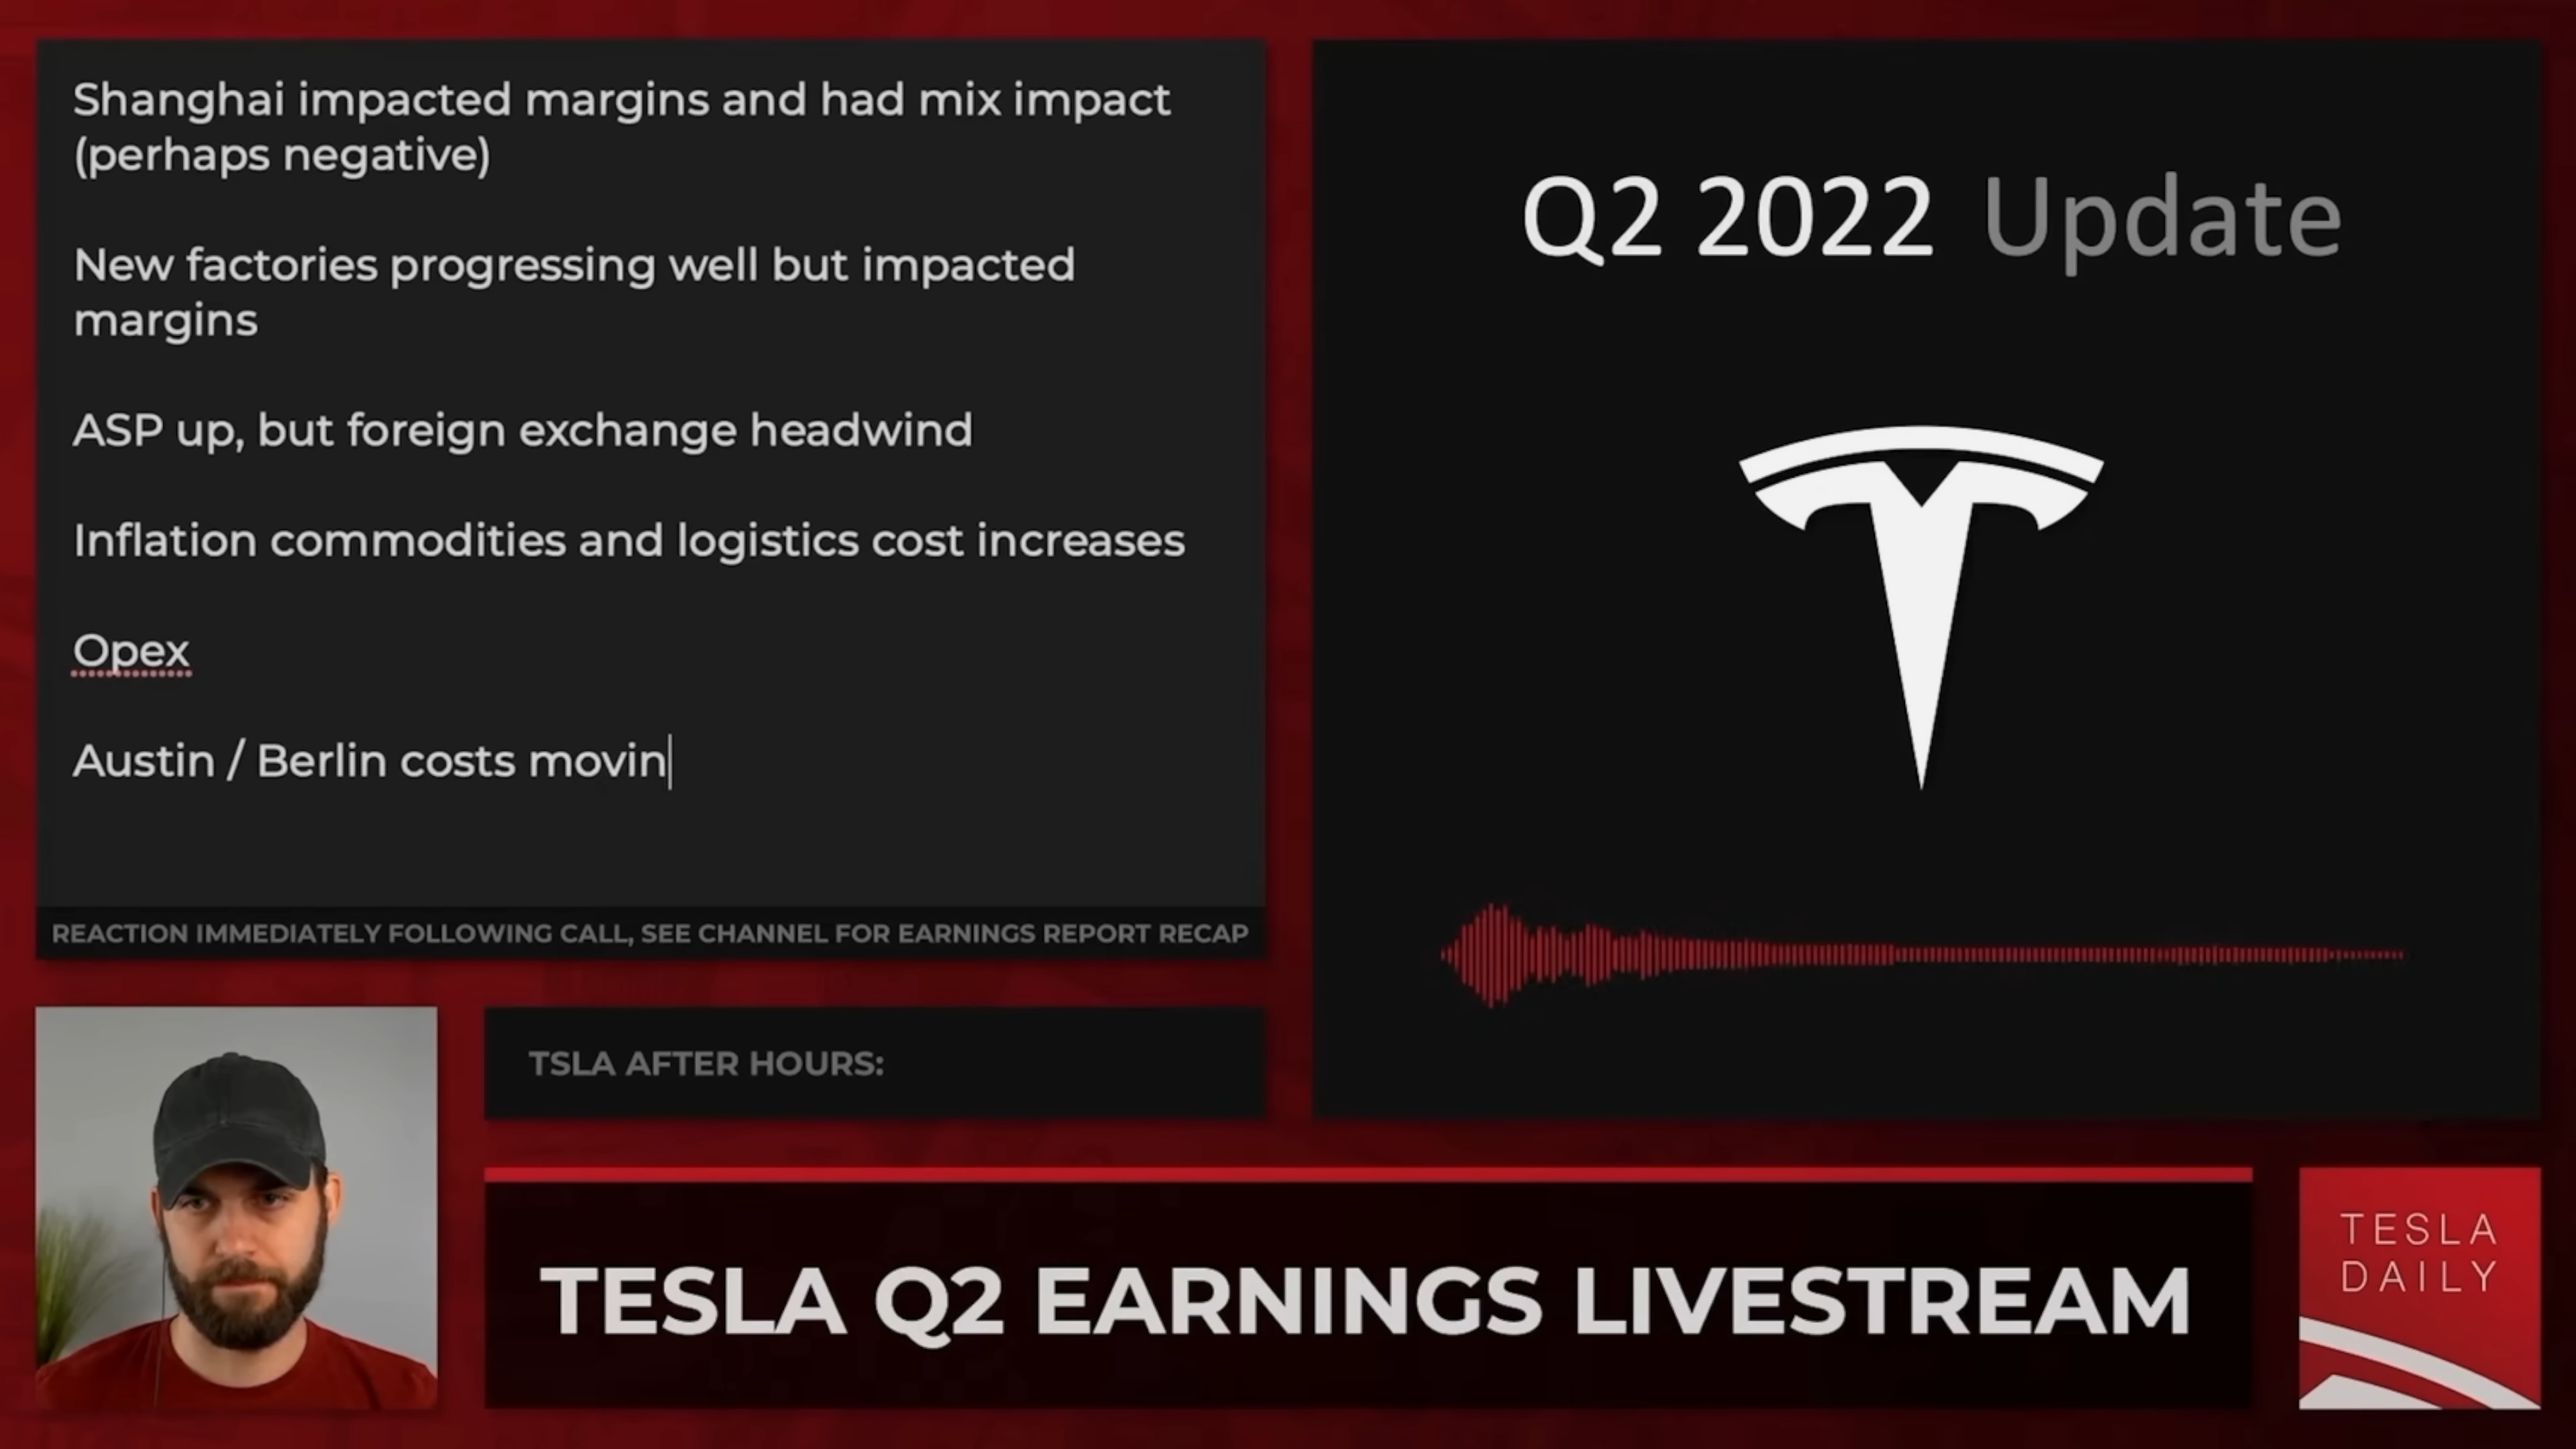 Shanghai impacted margins and had mix impact
(perhaps negative)
New factories progressing well but impacted
margins
ASP up, but foreign exchange headwind
Inflation commodities and logistics cost increases
Opex
Austin / Berlin costs movin
REACTION IMMEDIATELY FOLLOWING CALL, SEE CHANNEL FOR EARNINGS REPORT RECAP
Q2 2022 Update
TSLA AFTER HOURS:
TESLA Q2 EARNINGS LIVESTREAM
TESLA
DAILY